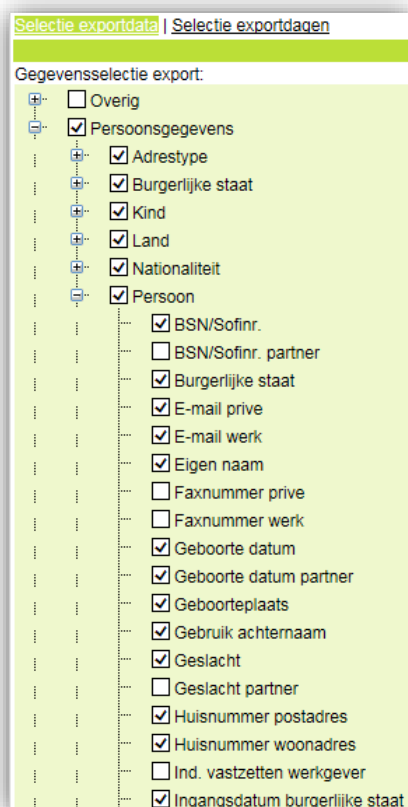 Selectie exportdata | Selectie exportdagen
Gegevensselectie export:
Overig
Persoonsgegevens
Adrestype
Burgerlijke staat
Kind
Land
Nationaliteit
Persoon
BSN/Sofinr.
BSN/Sofinr. partner
Burgerlijke staat
E-mail prive
E-mail werk
Eigen naam
Faxnummer prive
Faxnummer werk
Geboorte datum
Geboorte datum partner
Geboorteplaats
Gebruik achternaam
Geslacht
Geslacht partner
Huisnummer postadres
Huisnummer woonadres
Ind. vastzetten werkgever
Ingangsdatum burgerlijke staat